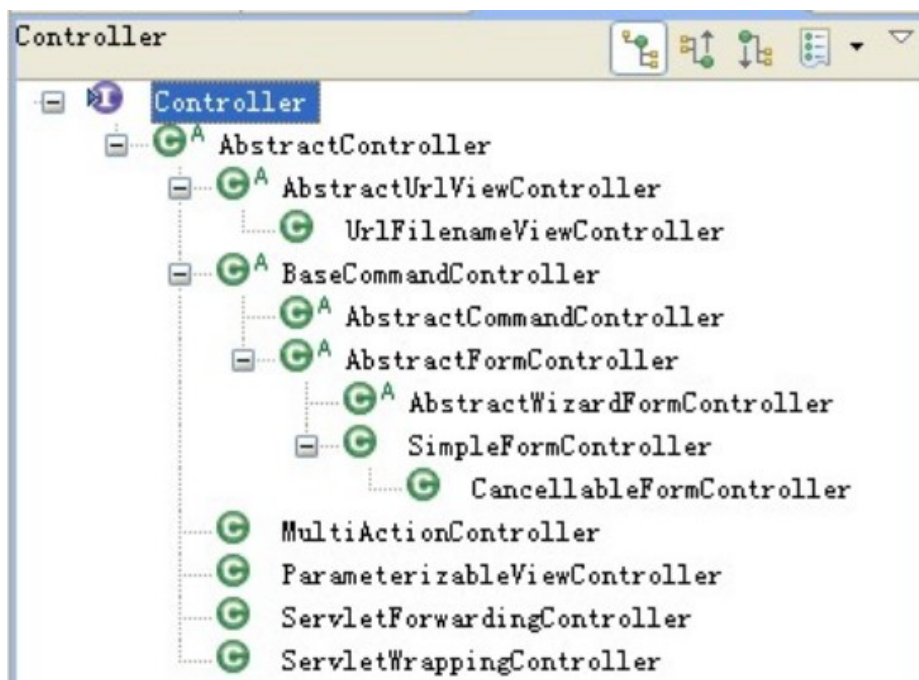 Controller
Controller
AbstractController
AbstractUrlViewController
UrlFilenameViewController
BaseCommandController
AbstractCommandController
AbstractFormController
AbstractWizardFormController
SimpleFormController
CancellableFormController
MultiActionController
ParameterizableViewController
ServletForwardingController
ServletWrappingController